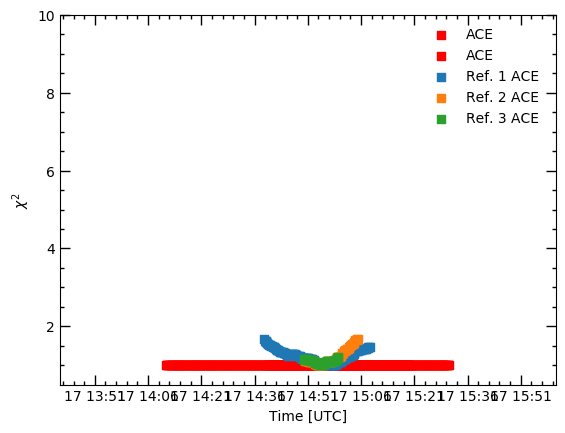 10
8
6
4
2
χ²
ACE
ACE
Ref. 1 ACE
Ref. 2 ACE
Ref. 3 ACE
17 13:51 17 14:06 17 14:21 17 14:36 17 14:51 17 15:06 17 15:21 17 15:36 17 15:51
Time [UTC]